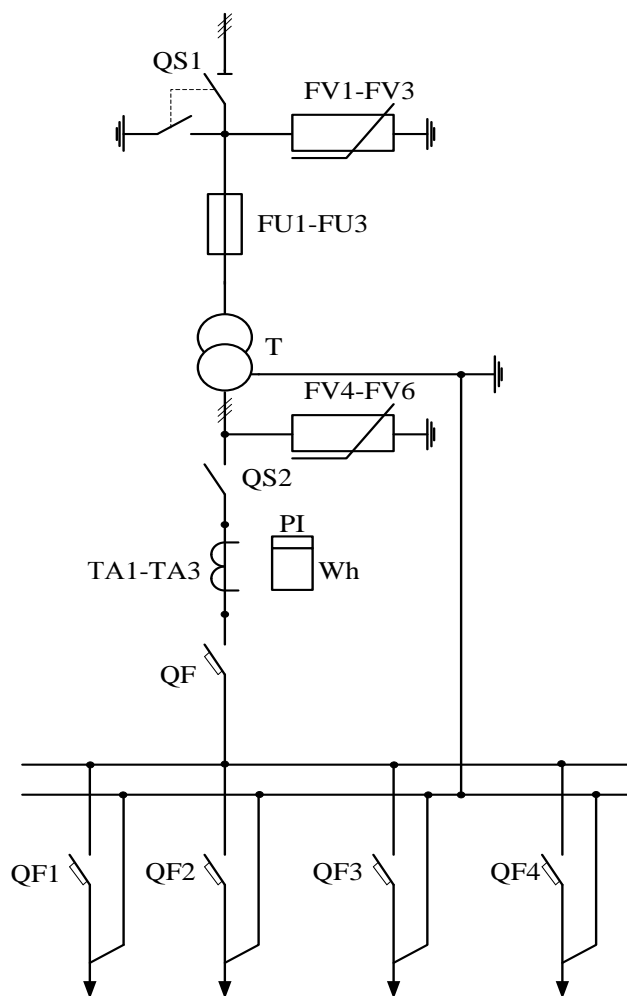 QS1
FV1-FV3
FU1-FU3
T
FV4-FV6
QS2
PI
TA1-TA3
Wh
QF
QF1
QF2
QF3
QF4